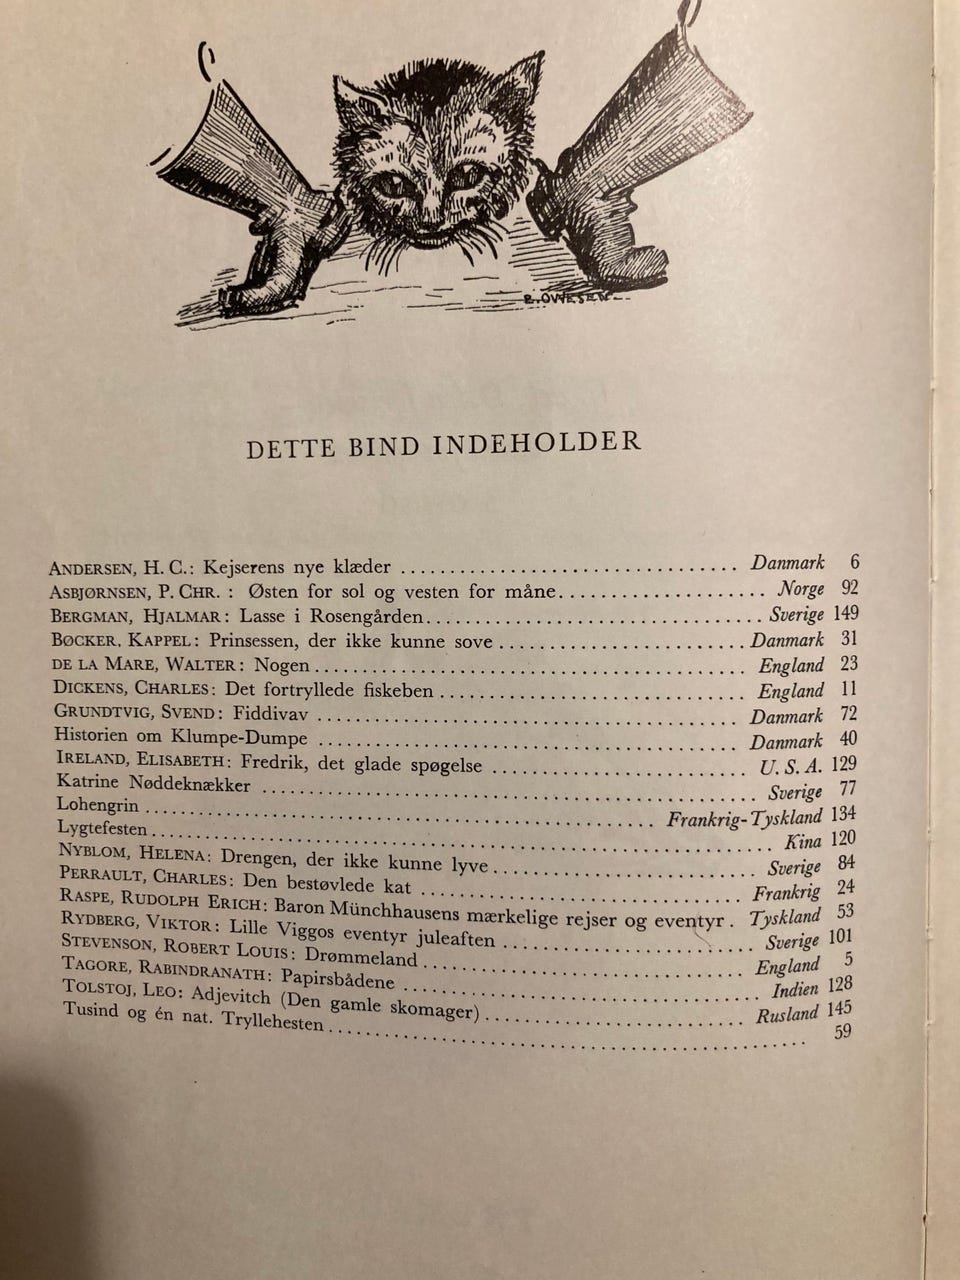 E. OVVESEN
DETTE BIND INDEHOLDER
ANDERSEN, H. C.: Kejserens nye klæder ................................. Danmark 6
ASBJØRNSEN, P. CHR. : Østen for sol og vesten for måne.................... Norge 92
BERGMAN, HJALMAR: Lasse i Rosengården................................ Sverige 149
BØCKER, KAPPEL: Prinsessen, der ikke kunne sove ........................ Danmark 31
DE LA MARE, WALTER: Nogen .......................................... England 23
DICKENS, CHARLES: Det fortryllede fiskeben ............................. England 11
GRUNDTVIG, SVEND: Fiddivav ......................................... Danmark 72
Historien om Klumpe-Dumpe ......................................... Danmark 40
IRELAND, ELISABETH: Fredrik, det glade spøgelse .......................... U. S. A. 129
Katrine Nøddeknækker ................................................ Sverige 77
Lohengrin .................................................. Frankrig-Tyskland 134
Lygtefesten ............................................................ Kina 120
NYBLOM, HELENA: Drengen, der ikke kunne lyve .......................... Sverige 84
PERRAULT, CHARLES: Den bestøvlede kat ............................... Frankrig 24
RASPE, RUDOLPH ERICH: Baron Münchhausens mærkelige rejser og eventyr . Tyskland 53
RYDBERG, VIKTOR: Lille Viggos eventyr juleaften ......................... Sverige 101
STEVENSON, ROBERT LOUIS: Drømmeland ............................... England 5
TAGORE, RABINDRANATH: Papirsbådene .................................. Indien 128
TOLSTOJ, LEO: Adjevitch (Den gamle skomager) .......................... Rusland 145
Tusind og én nat. Tryllehesten ............................................... 59